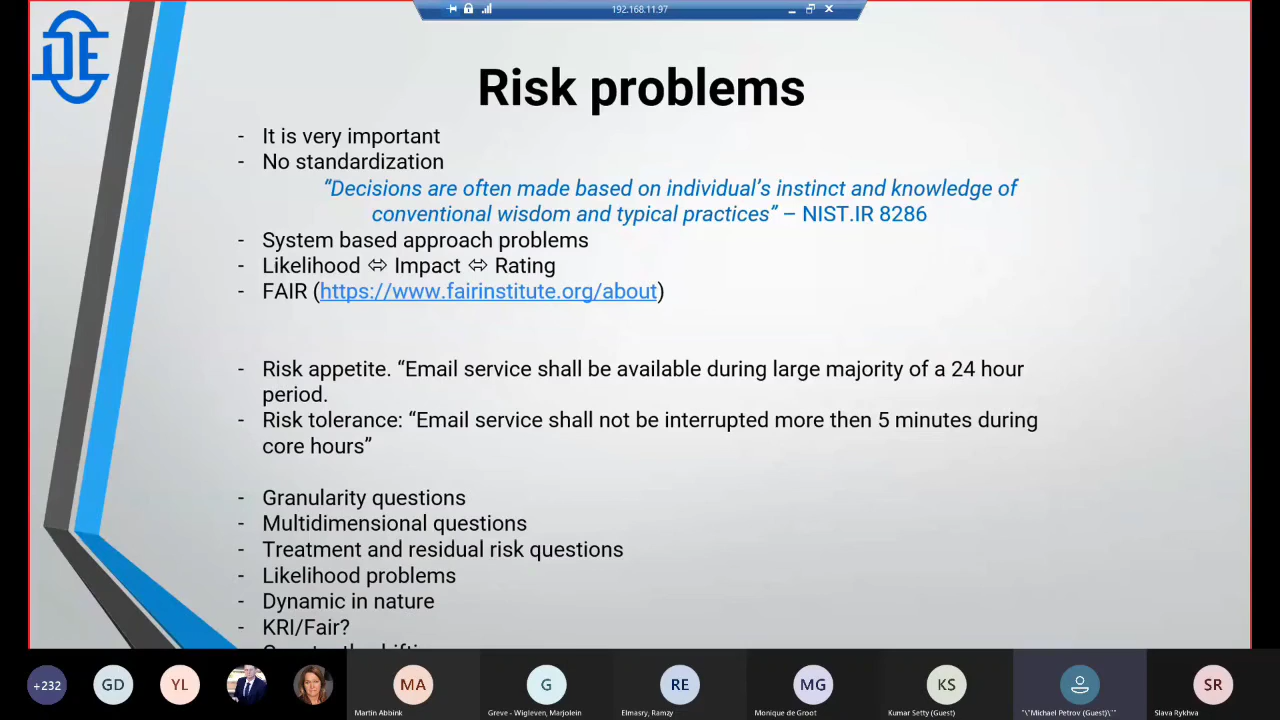 192.168.11.97
DE
Risk problems
- It is very important
- No standardization
“Decisions are often made based on individual’s instinct and knowledge of
conventional wisdom and typical practices” – NIST.IR 8286
- System based approach problems
- Likelihood ⇔ Impact ⇔ Rating
- FAIR (https://www.fairinstitute.org/about)
- Risk appetite. “Email service shall be available during large majority of a 24 hour
period.
- Risk tolerance: “Email service shall not be interrupted more then 5 minutes during
core hours”
- Granularity questions
- Multidimensional questions
- Treatment and residual risk questions
- Likelihood problems
- Dynamic in nature
- KRI/Fair?
+232
GD
YL
MA
G
RE
MG
KS
SR
Martin Abbink
Greve - Wigleven, Marjolein
Elmasry, Ramzy
Monique de Groot
Kumar Setty (Guest)
"\"Michael Petrov (Guest)\""
Slava Rykhva